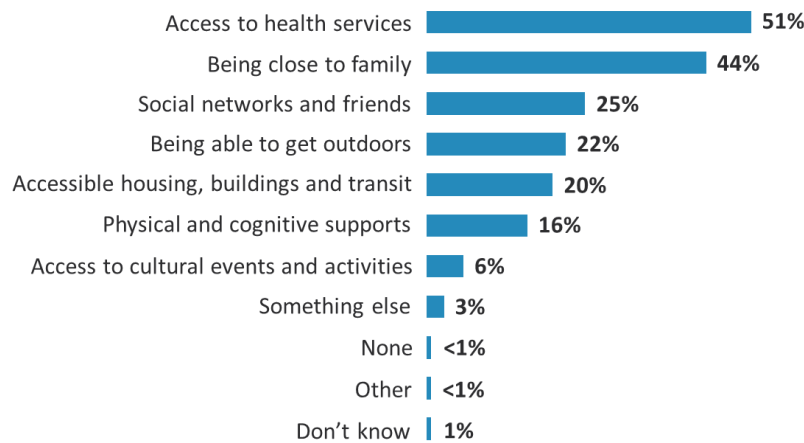 Access to health services 51%
Being close to family 44%
Social networks and friends 25%
Being able to get outdoors 22%
Accessible housing, buildings and transit 20%
Physical and cognitive supports 16%
Access to cultural events and activities 6%
Something else 3%
None <1%
Other <1%
Don’t know 1%